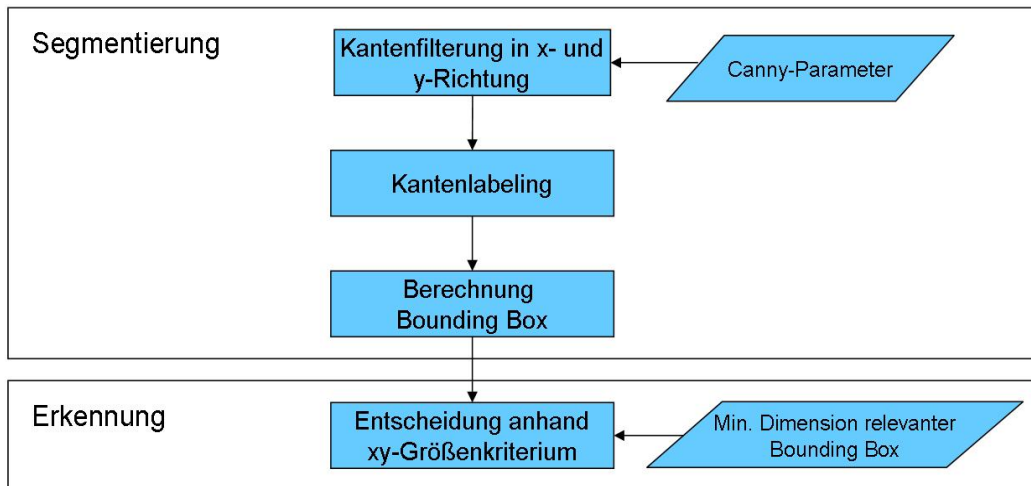 Segmentierung
Kantenfilterung in x- und
y-Richtung
Canny-Parameter
Kantenlabeling
Berechnung
Bounding Box
Erkennung
Entscheidung anhand
xy-Größenkriterium
Min. Dimension relevanter
Bounding Box